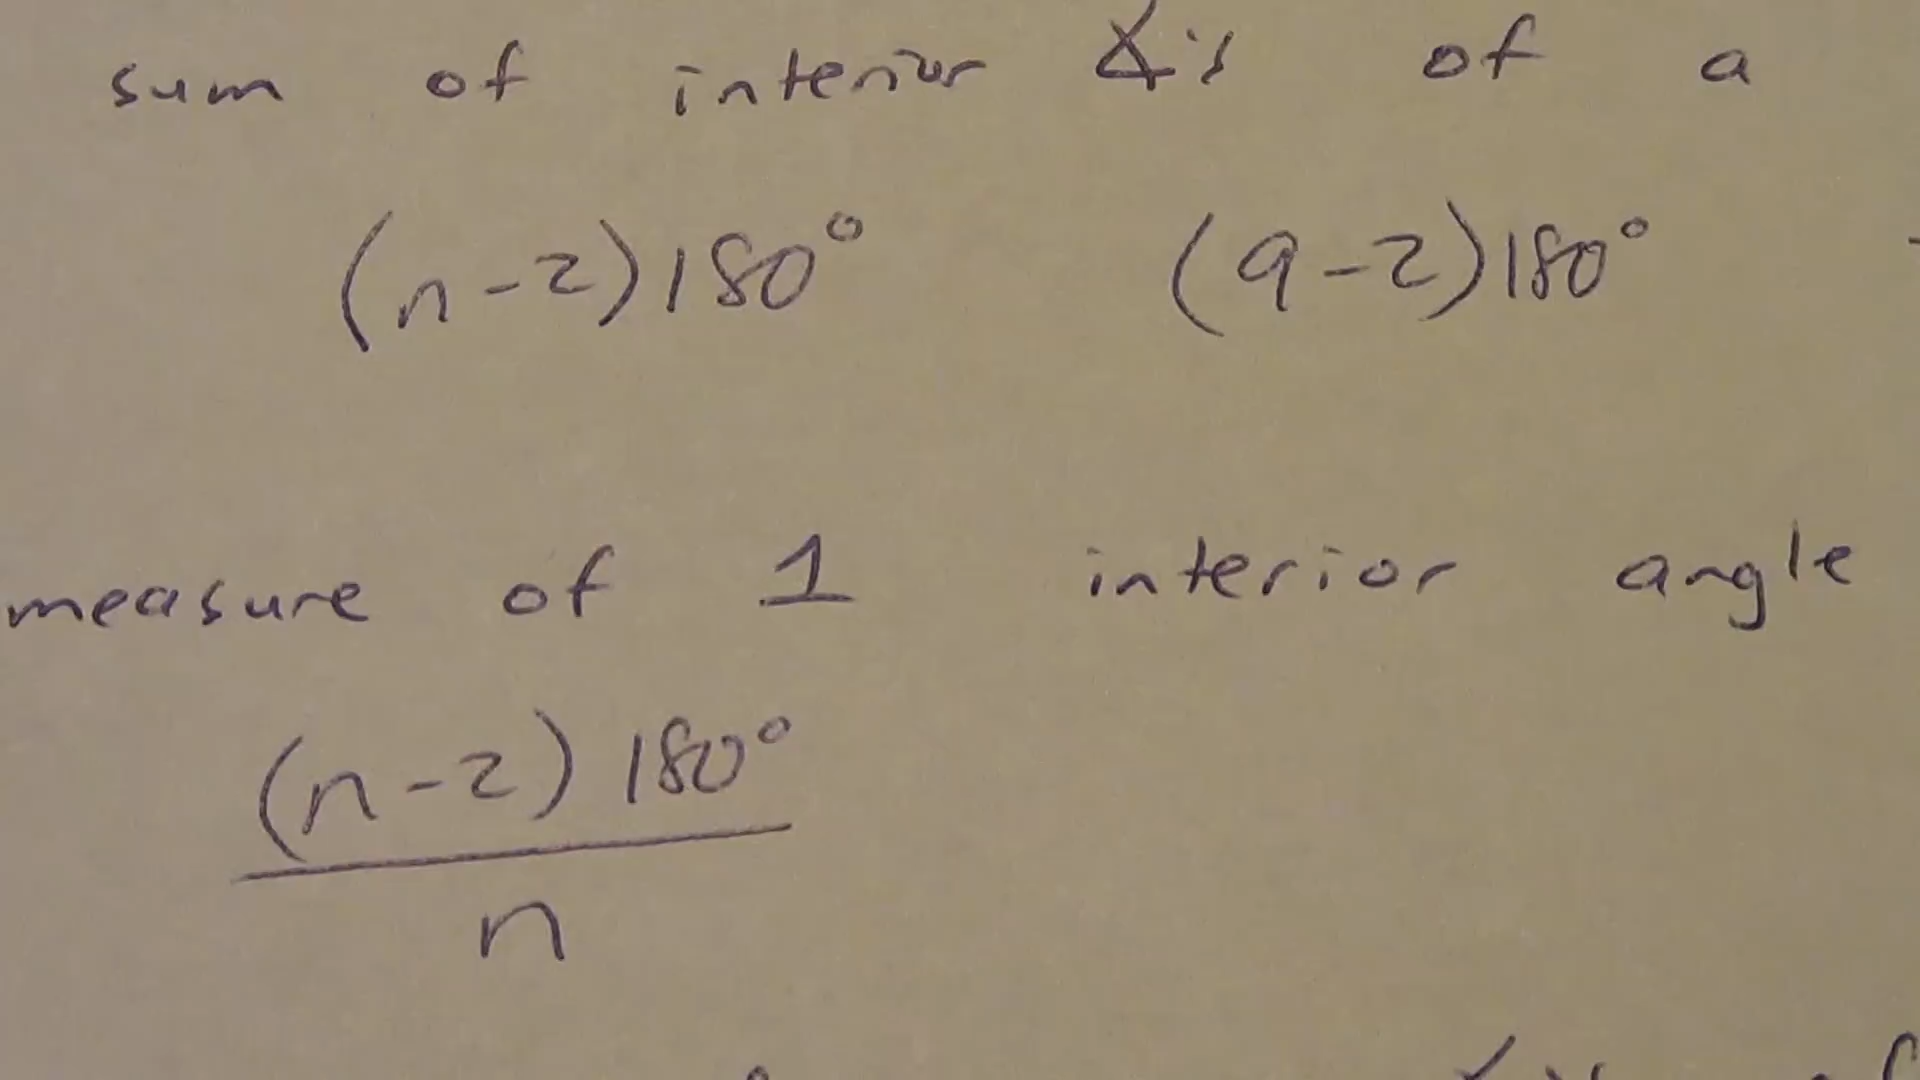 sum of interior ∡'s of a
(n-2)180° (9-2)180°
measure of 1 interior angle
(n-2) 180°
n